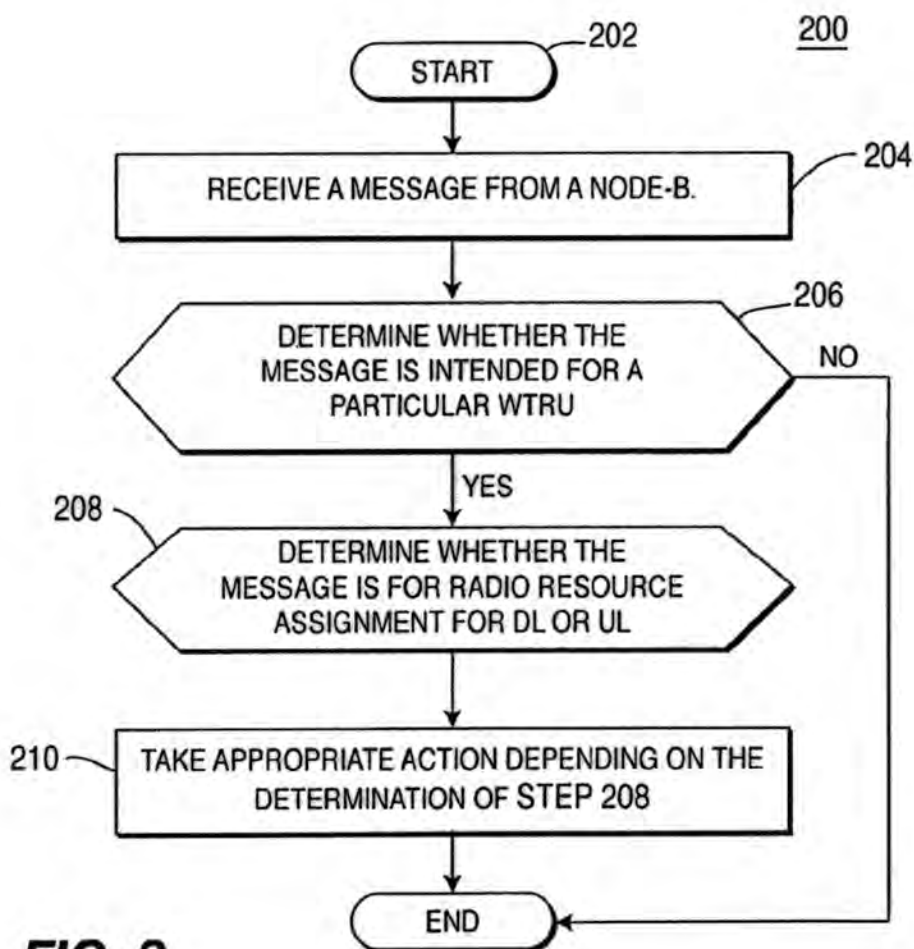 200
202
START
204
RECEIVE A MESSAGE FROM A NODE-B.
206
DETERMINE WHETHER THE
MESSAGE IS INTENDED FOR A
PARTICULAR WTRU
NO
YES
208
DETERMINE WHETHER THE
MESSAGE IS FOR RADIO RESOURCE
ASSIGNMENT FOR DL OR UL
210
TAKE APPROPRIATE ACTION DEPENDING ON THE
DETERMINATION OF STEP 208
END